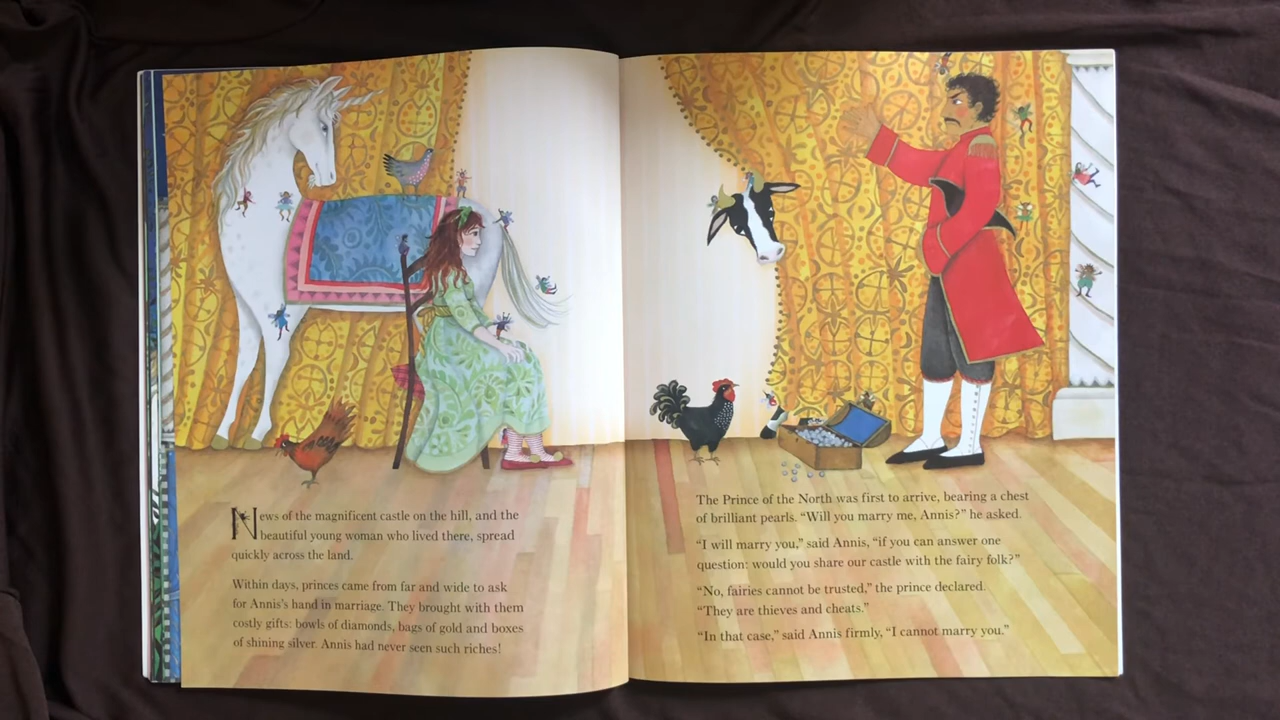 News of the magnificent castle on the hill, and the
beautiful young woman who lived there, spread
quickly across the land.
Within days, princes came from far and wide to ask
for Annis’s hand in marriage. They brought with them
costly gifts: bowls of diamonds, bags of gold and boxes
of shining silver. Annis had never seen such riches!
The Prince of the North was first to arrive, bearing a chest
of brilliant pearls. “Will you marry me, Annis?” he asked.
“I will marry you,” said Annis, “if you can answer one
question: would you share our castle with the fairy folk?”
“No, fairies cannot be trusted,” the prince declared.
“They are thieves and cheats.”
“In that case,” said Annis firmly, “I cannot marry you.”